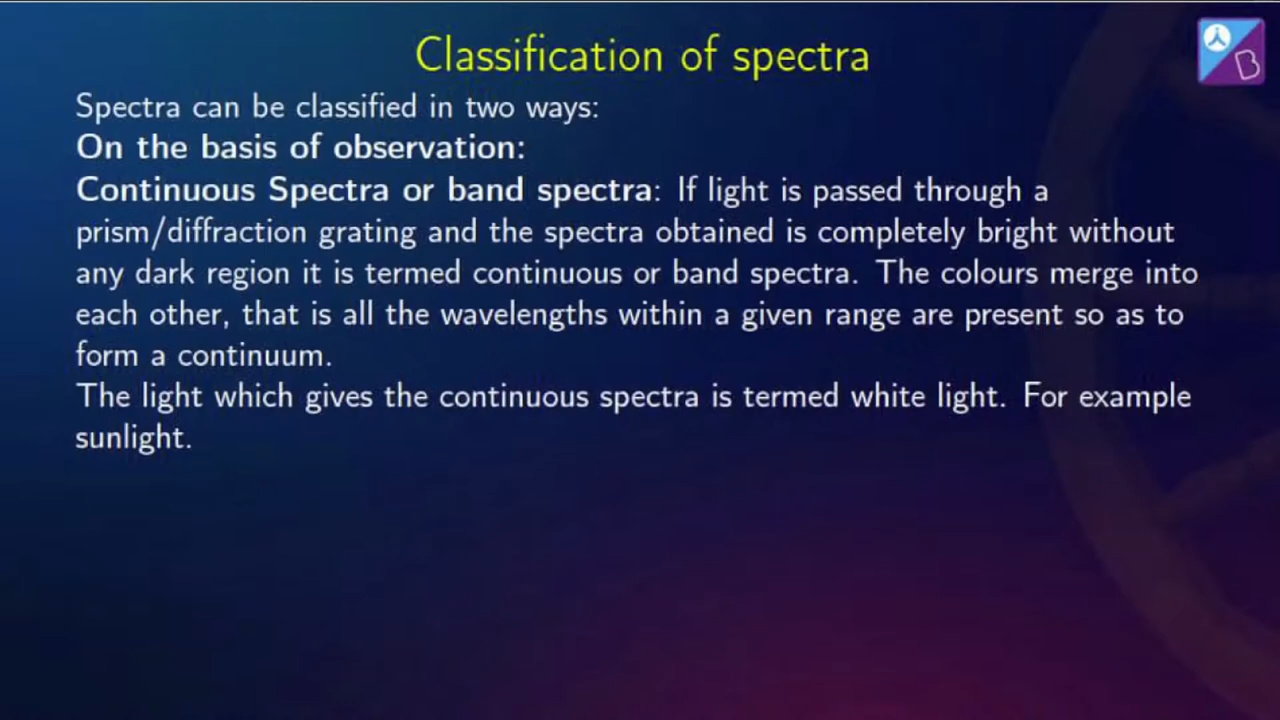 Classification of spectra
Spectra can be classified in two ways:
On the basis of observation:
Continuous Spectra or band spectra: If light is passed through a
prism/diffraction grating and the spectra obtained is completely bright without
any dark region it is termed continuous or band spectra. The colours merge into
each other, that is all the wavelengths within a given range are present so as to
form a continuum.
The light which gives the continuous spectra is termed white light. For example
sunlight.